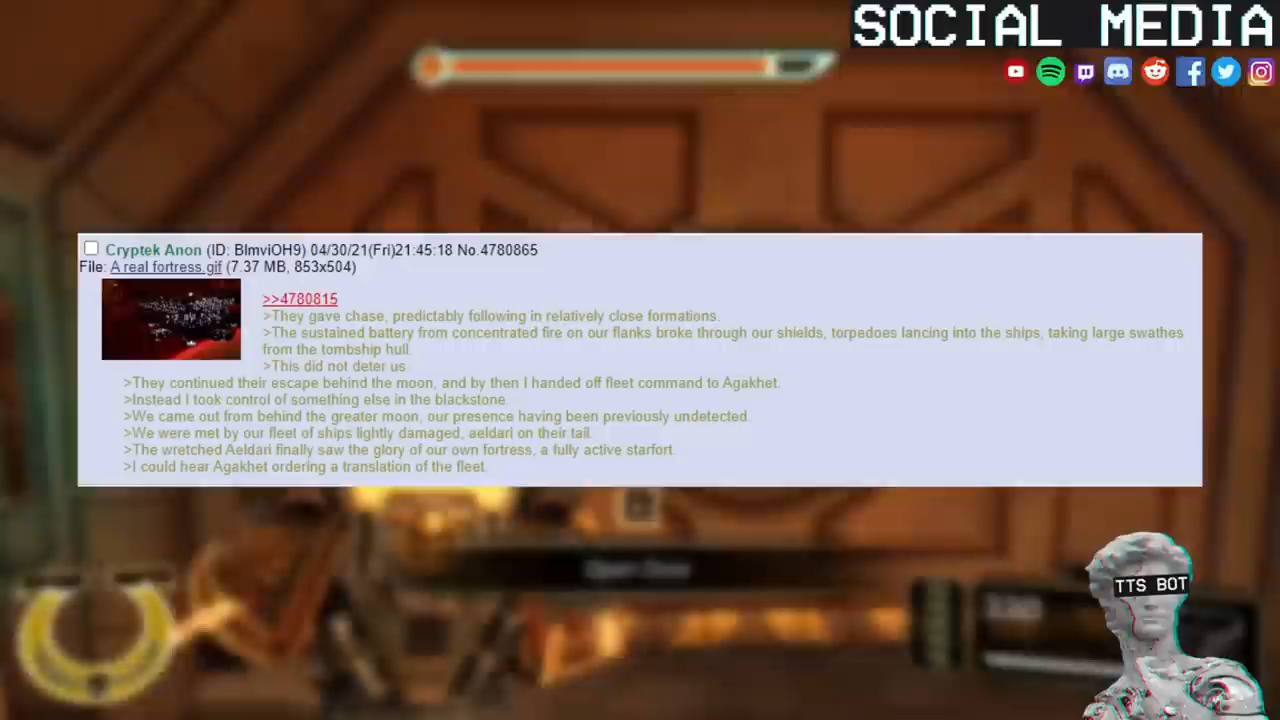 SOCIAL MEDIA
Cryptek Anon (ID: BImviOH9) 04/30/21(Fri)21:45:18 No.4780865
File: A real fortress.gif (7.37 MB, 853x504)
>>4780815
>They gave chase, predictably following in relatively close formations.
>The sustained battery from concentrated fire on our flanks broke through our shields, torpedoes lancing into the ships, taking large swathes
from the tombship hull.
>This did not deter us
>They continued their escape behind the moon, and by then I handed off fleet command to Agakhet.
>Instead I took control of something else in the blackstone.
>We came out from behind the greater moon, our presence having been previously undetected.
>We were met by our fleet of ships lightly damaged, aeldari on their tail.
>The wretched Aeldari finally saw the glory of our own fortress, a fully active starfort.
>I could hear Agakhet ordering a translation of the fleet.
TTS BOT